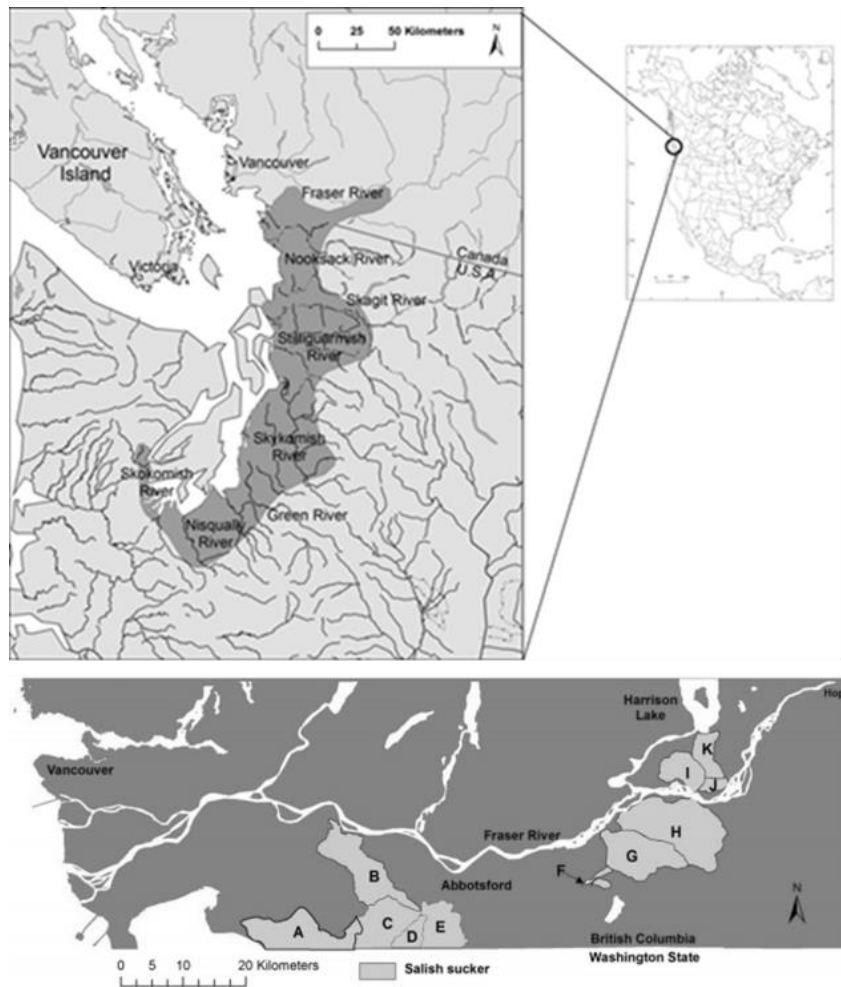 0 25 50 Kilometers
N
Vancouver
Island
Vancouver
Fraser River
Canada
U.S.A.
Nooksack River
Victoria
Skagit River
Stillguarmish
River
Skykomish
River
Skokomish
River
Green River
Nisqually
River
Harrison
Lake
Hop
K
Vancouver
I
J
Fraser River
H
G
F
B
Abbotsford
N
A
C
D
E
British Columbia
Washington State
0 5 10 20 Kilometers
Salish sucker